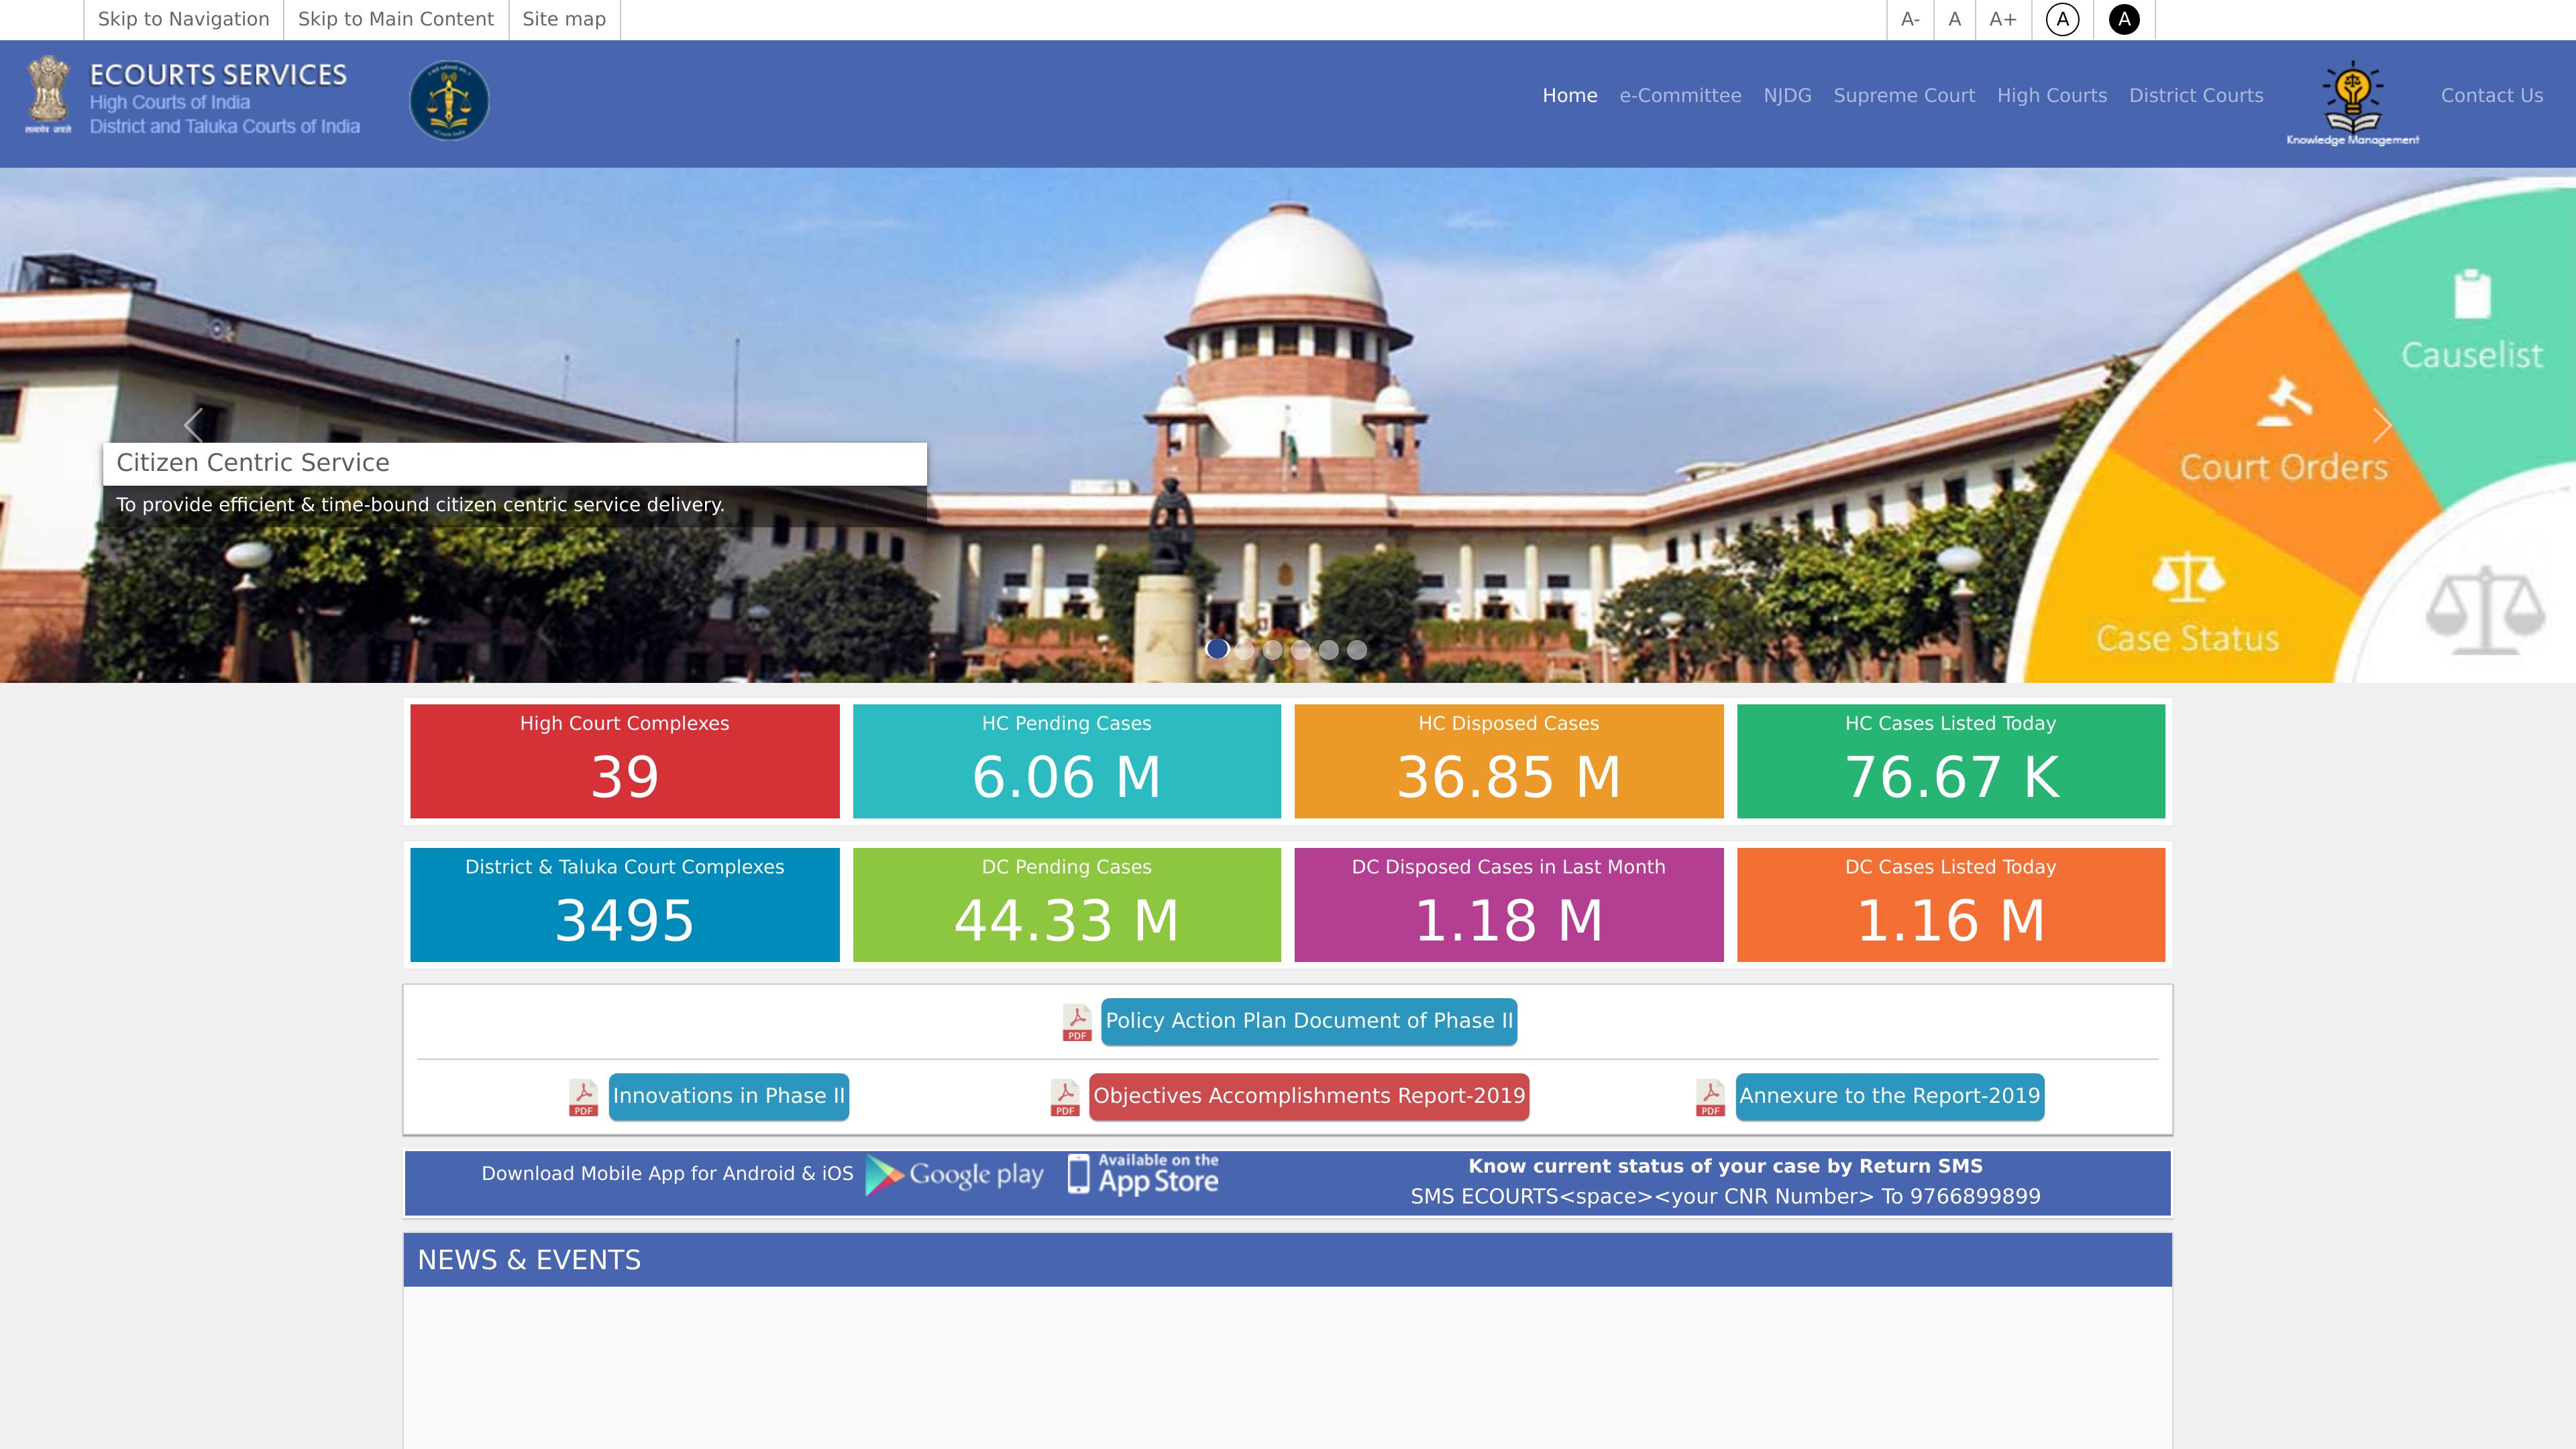 Skip to Navigation
Skip to Main Content
Site map
A-
A
A+
A
A
ECOURTS SERVICES
High Courts of India
District and Taluka Courts of India
Home
e-Committee
NJDG
Supreme Court
High Courts
District Courts
Knowledge Management
Contact Us
Causelist
Court Orders
Case Status
Citizen Centric Service
To provide efficient & time-bound citizen centric service delivery.
High Court Complexes
39
HC Pending Cases
6.06 M
HC Disposed Cases
36.85 M
HC Cases Listed Today
76.67 K
District & Taluka Court Complexes
3495
DC Pending Cases
44.33 M
DC Disposed Cases in Last Month
1.18 M
DC Cases Listed Today
1.16 M
PDF
Policy Action Plan Document of Phase II
PDF
Innovations in Phase II
PDF
Objectives Accomplishments Report-2019
PDF
Annexure to the Report-2019
Download Mobile App for Android & iOS
Google play
Available on the
App Store
Know current status of your case by Return SMS
SMS ECOURTS<space><your CNR Number> To 9766899899
NEWS & EVENTS